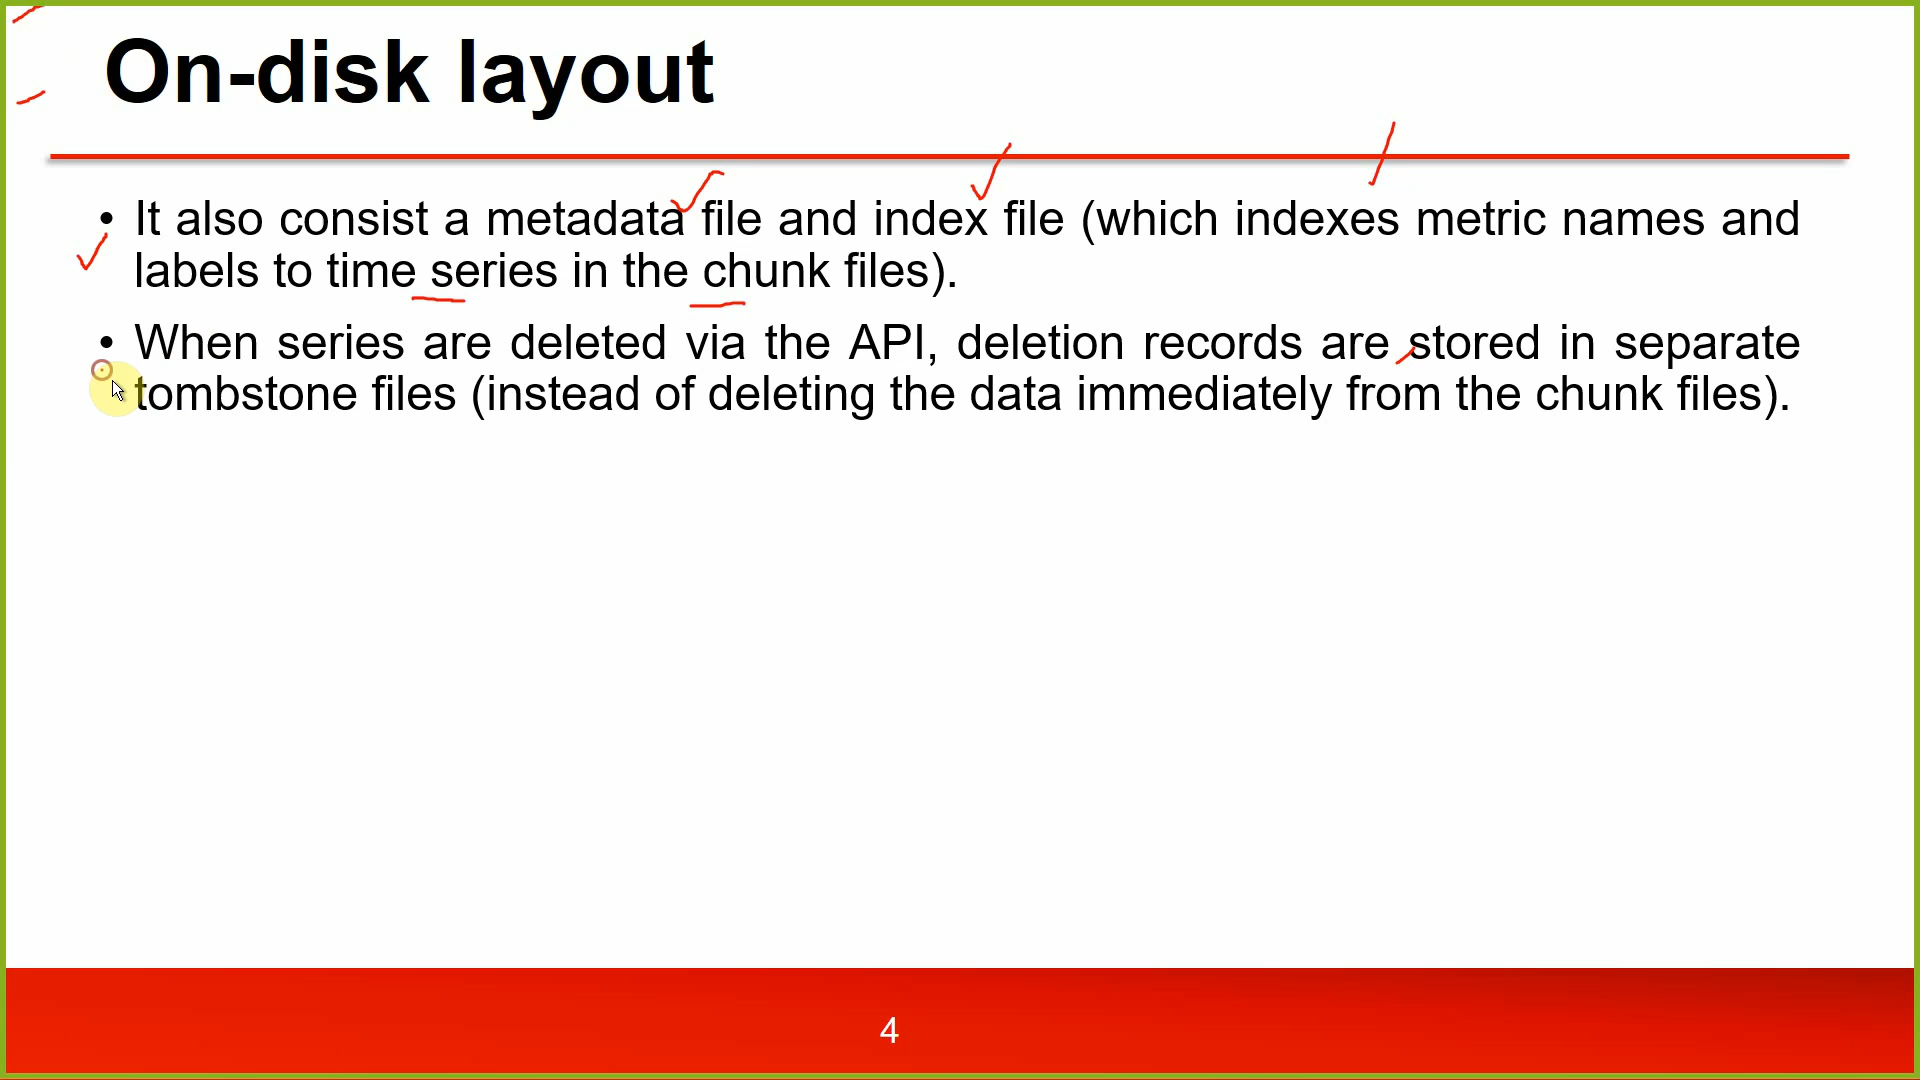 On-disk layout
• It also consist a metadata file and index file (which indexes metric names and
labels to time series in the chunk files).
• When series are deleted via the API, deletion records are stored in separate
tombstone files (instead of deleting the data immediately from the chunk files).
4